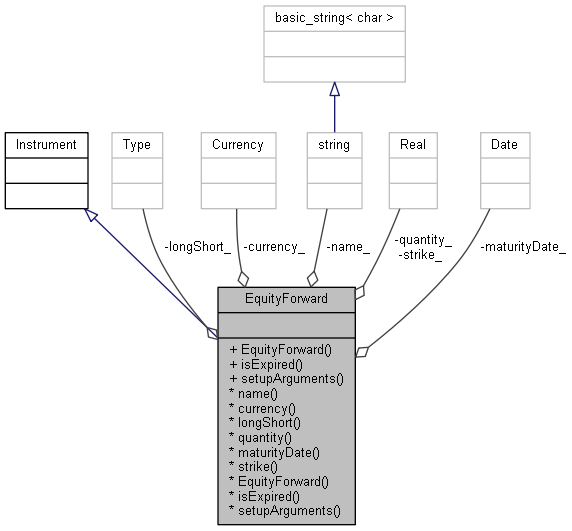 basic_string< char >
Instrument
Type
Currency
string
Real
Date
-longShort_
-currency_
-name_
-quantity_
-strike_
-maturityDate_
EquityForward
+ EquityForward()
+ isExpired()
+ setupArguments()
* name()
* currency()
* longShort()
* quantity()
* maturityDate()
* strike()
* EquityForward()
* isExpired()
* setupArguments()